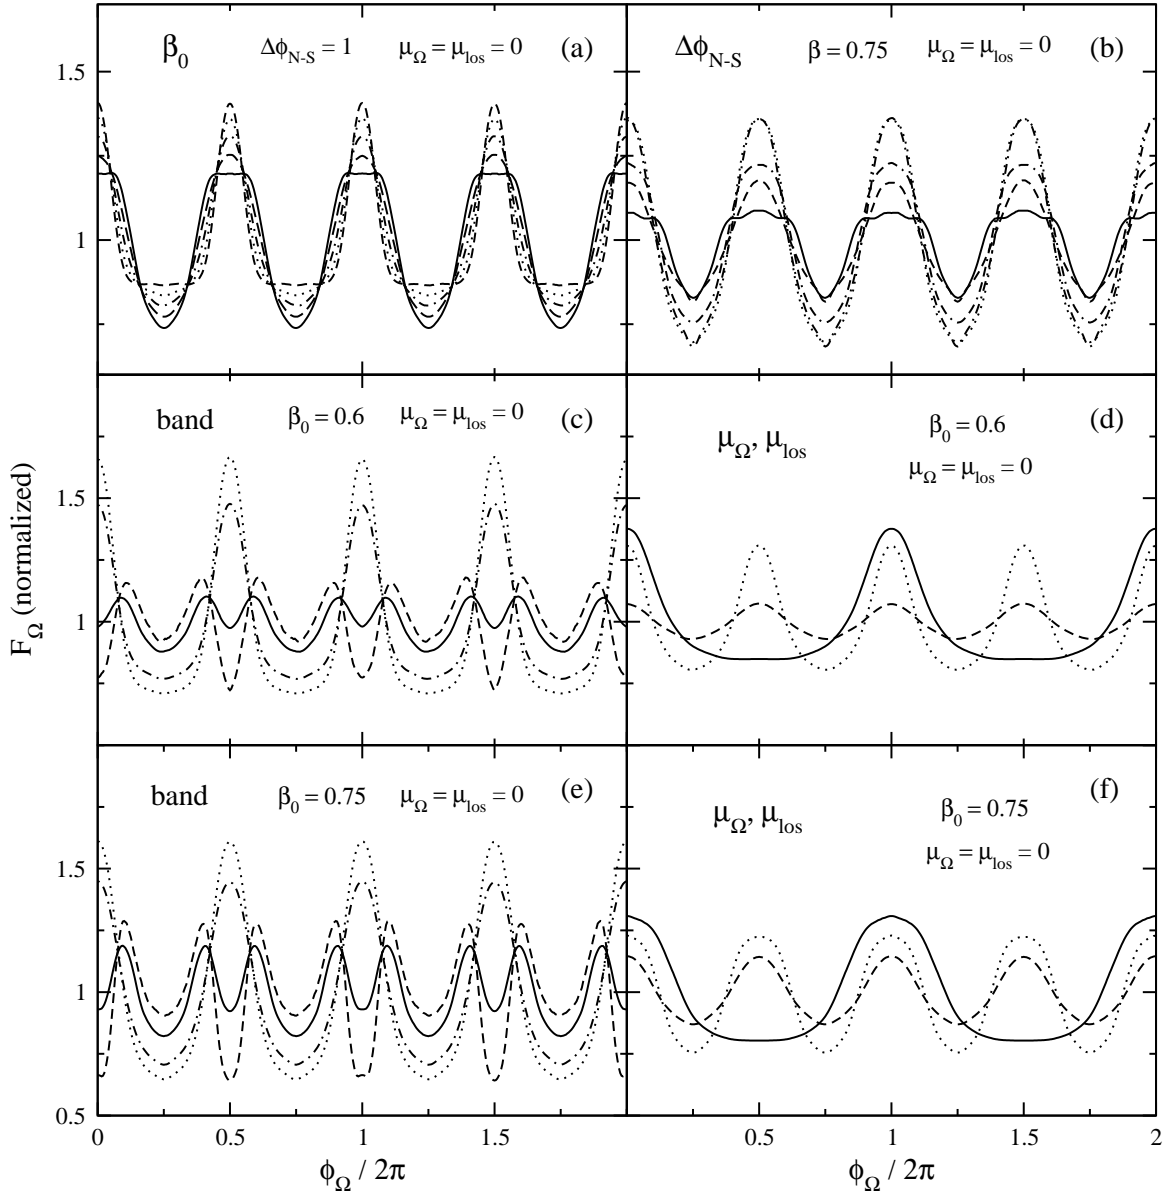 β₀ Δϕ_N-S = 1 μ_Ω = μ_los = 0 (a)
Δϕ_N-S β = 0.75 μ_Ω = μ_los = 0 (b)
1.5
1
band β₀ = 0.6 μ_Ω = μ_los = 0 (c)
μ_Ω, μ_los β₀ = 0.6 (d)
μ_Ω = μ_los = 0
1.5
1
F_Ω (normalized)
band β₀ = 0.75 μ_Ω = μ_los = 0 (e)
μ_Ω, μ_los β₀ = 0.75 (f)
μ_Ω = μ_los = 0
1.5
1
0.5
0 0.5 1 1.5
0.5 1 1.5 2
ϕ_Ω / 2π
ϕ_Ω / 2π